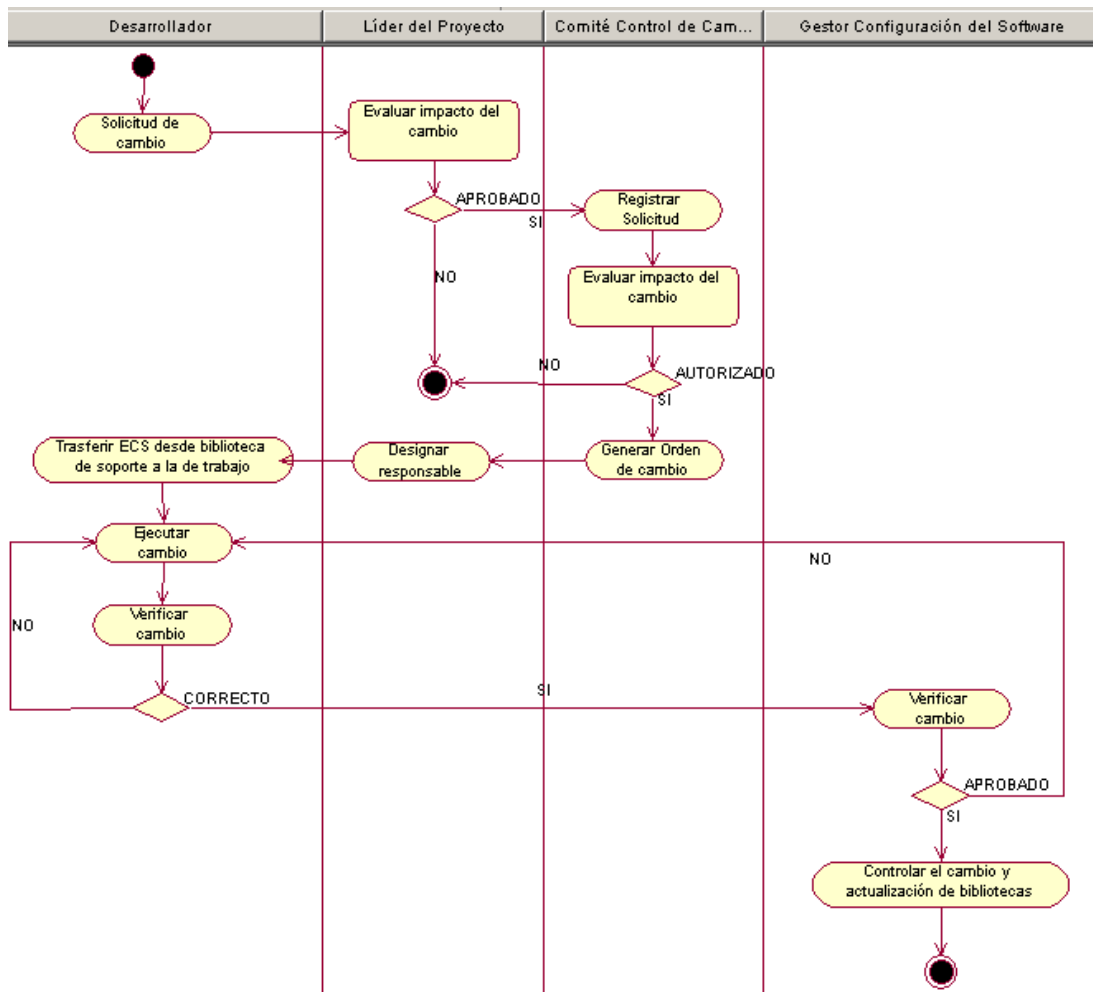 Desarrollador
Líder del Proyecto
Comité Control de Cam...
Gestor Configuración del Software
Solicitud de
cambio
Evaluar impacto del
cambio
APROBADO
SI
NO
Registrar
Solicitud
Evaluar impacto del
cambio
NO
AUTORIZADO
SI
Trasferir ECS desde biblioteca
de soporte a la de trabajo
Designar
responsable
Generar Orden
de cambio
Ejecutar
cambio
NO
Verificar
cambio
NO
CORRECTO
SI
Verificar
cambio
APROBADO
SI
Controlar el cambio y
actualización de bibliotecas